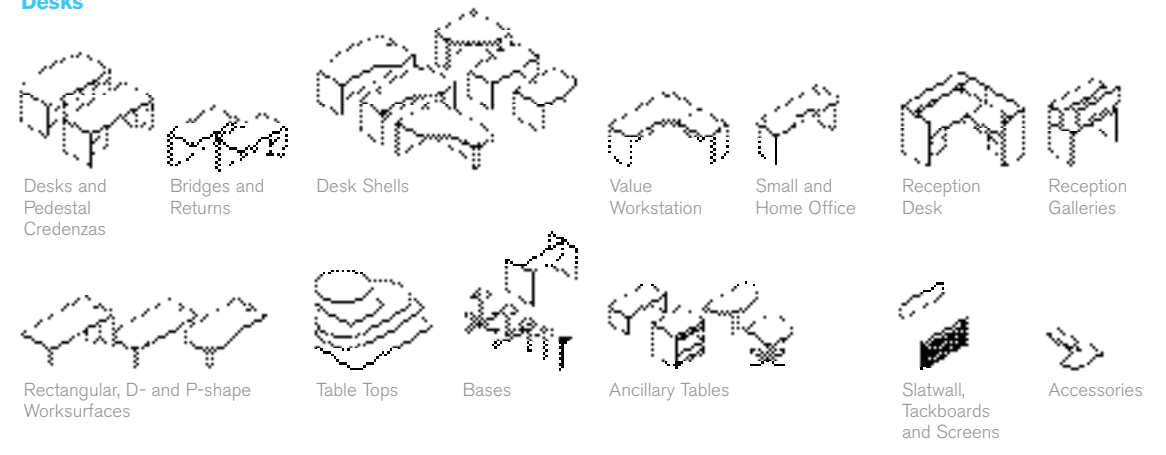 Desks
Desks and
Pedestal
Credenzas
Bridges and
Returns
Desk Shells
Value
Workstation
Small and
Home Office
Reception
Desk
Reception
Galleries
Rectangular, D- and P-shape
Worksurfaces
Table Tops
Bases
Ancillary Tables
Slatwall,
Tackboards
and Screens
Accessories